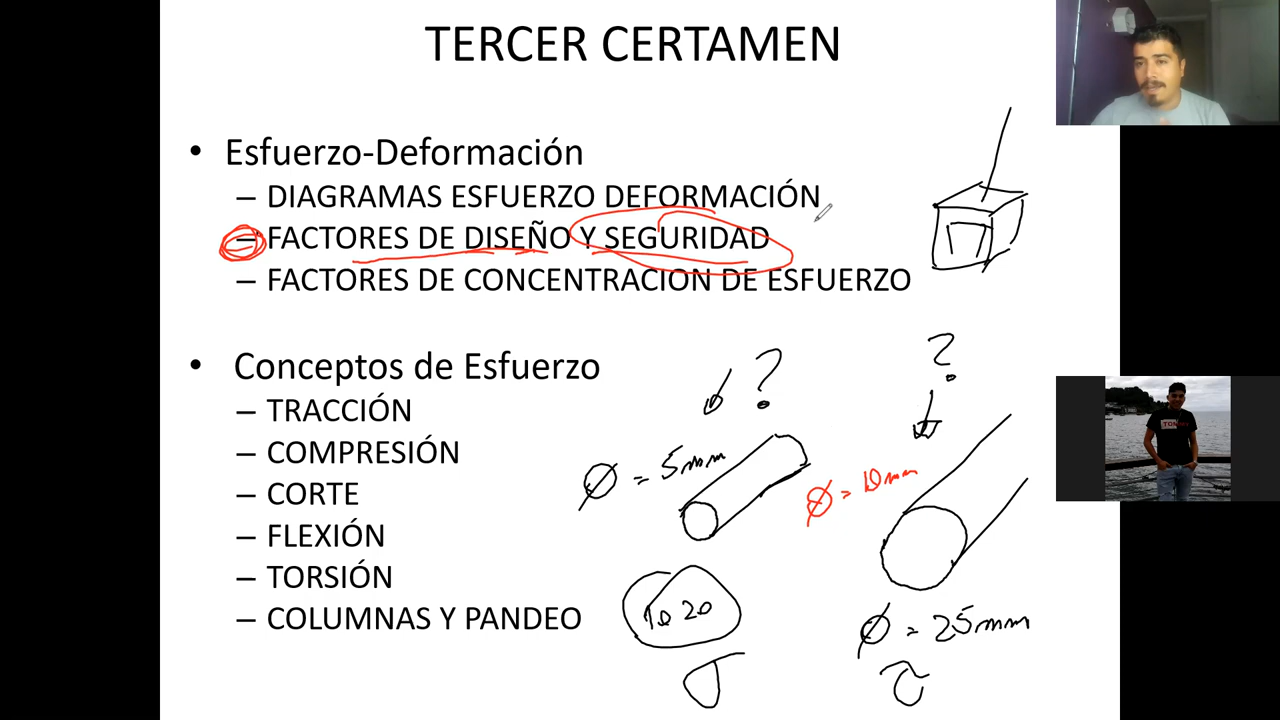 TERCER CERTAMEN
• Esfuerzo-Deformación
– DIAGRAMAS ESFUERZO DEFORMACIÓN
– FACTORES DE DISEÑO Y SEGURIDAD
– FACTORES DE CONCENTRACION DE ESFUERZO
• Conceptos de Esfuerzo
– TRACCIÓN
– COMPRESIÓN
– CORTE
– FLEXIÓN
– TORSIÓN
– COLUMNAS Y PANDEO
?
?
ø = 5mm
ø = 10mm
1020
ø = 25mm
σ
τ